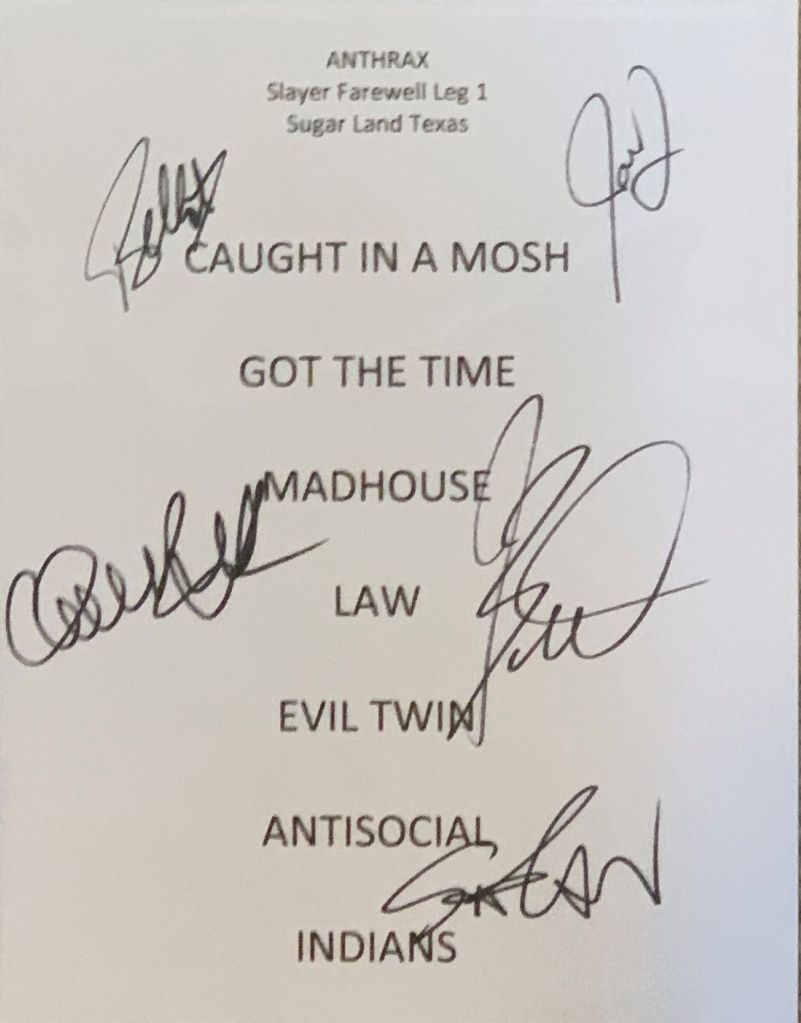 ANTHRAX
Slayer Farewell Leg 1
Sugar Land Texas
CAUGHT IN A MOSH
GOT THE TIME
MADHOUSE
LAW
EVIL TWIN
ANTISOCIAL
INDIANS